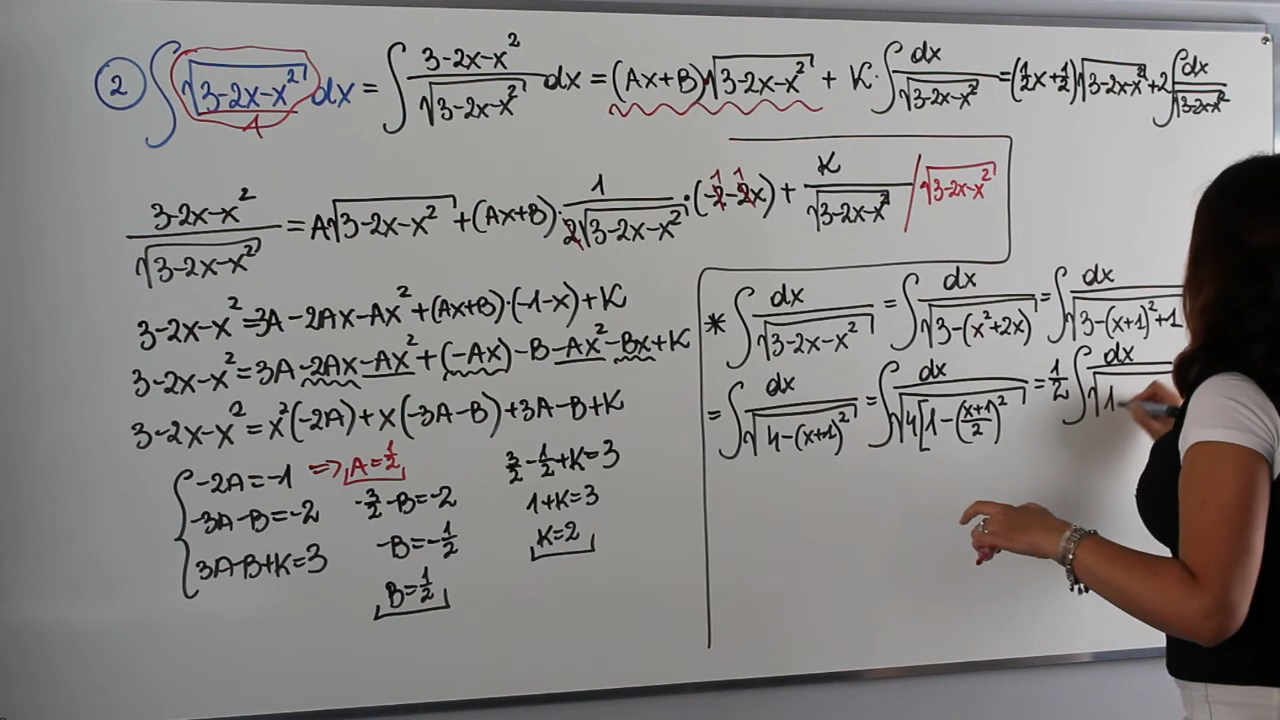 ② ∫ √(3-2x-x²) dx = ∫ (3-2x-x²)/√(3-2x-x²) dx = (Ax+B)√(3-2x-x²) + K·∫ dx/√(3-2x-x²) = (1/2x+1/2)√(3-2x-x²)+2∫ dx/√(3-2x-x²)
1
(3-2x-x²)/√(3-2x-x²) = A√(3-2x-x²) + (Ax+B)·1/(2√(3-2x-x²))·(-2-2x) + K/√(3-2x-x²) / √(3-2x-x²)
1 1
3-2x-x²=3A-2Ax-Ax²+(Ax+B)·(-1-x)+K
3-2x-x²=3A-2Ax-Ax²+(-Ax)-B-Ax²-Bx+K
3-2x-x²=x²(-2A)+x(-3A-B)+3A-B+K
-2A=-1 => A=1/2
-3A-B=-2
3A-B+K=3
-3/2-B=-2
-B=-1/2
B=1/2
3/2-1/2+K=3
1+K=3
K=2
* ∫ dx/√(3-2x-x²) = ∫ dx/√(3-(x²+2x)) = ∫ dx/√(3-(x+1)²+1
= ∫ dx/√(4-(x+1)²) = ∫ dx/√(4[1-((x+1)/2)² = 1/2 ∫ dx/√(1-